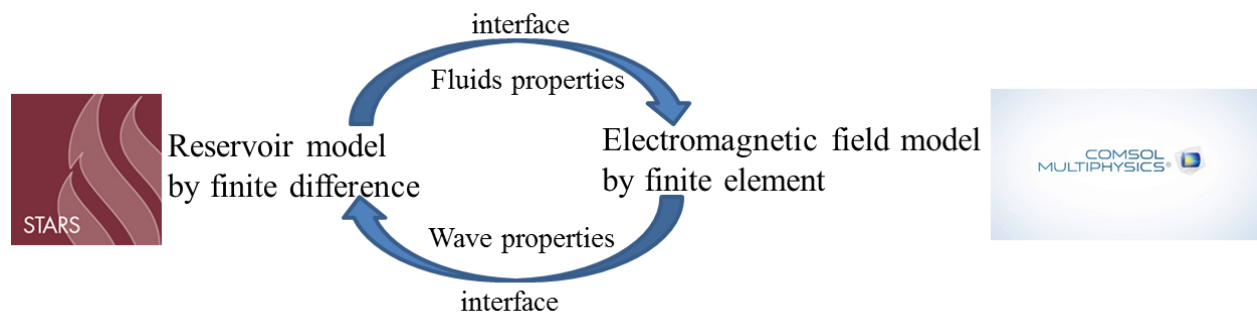 interface
Fluids properties
Reservoir model
by finite difference
Electromagnetic field model
by finite element
STARS
COMSOL
MULTIPHYSICS®
Wave properties
interface